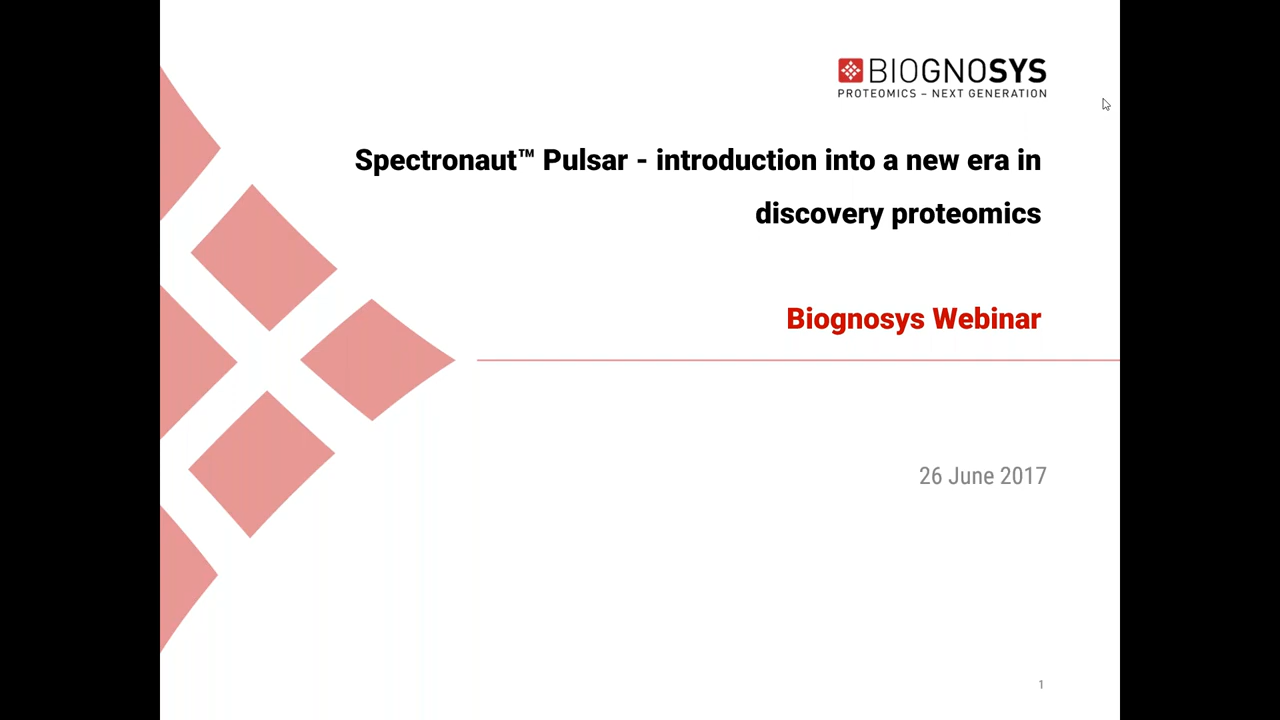 BIOGNOSYS
PROTEOMICS – NEXT GENERATION
Spectronaut™ Pulsar - introduction into a new era in
discovery proteomics
Biognosys Webinar
26 June 2017
1